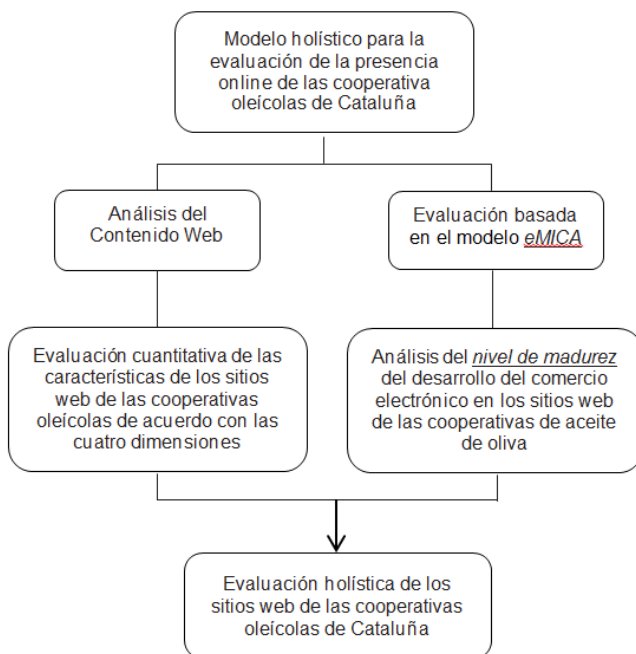 Modelo holístico para la
evaluación de la presencia
online de las cooperativa
oleícolas de Cataluña
Análisis del
Contenido Web
Evaluación basada
en el modelo eMICA
Evaluación cuantitativa de las
características de los sitios
web de las cooperativas
oleícolas de acuerdo con las
cuatro dimensiones
Análisis del nivel de madurez
del desarrollo del comercio
electrónico en los sitios web
de las cooperativas de aceite
de oliva
Evaluación holística de los
sitios web de las cooperativas
oleícolas de Cataluña